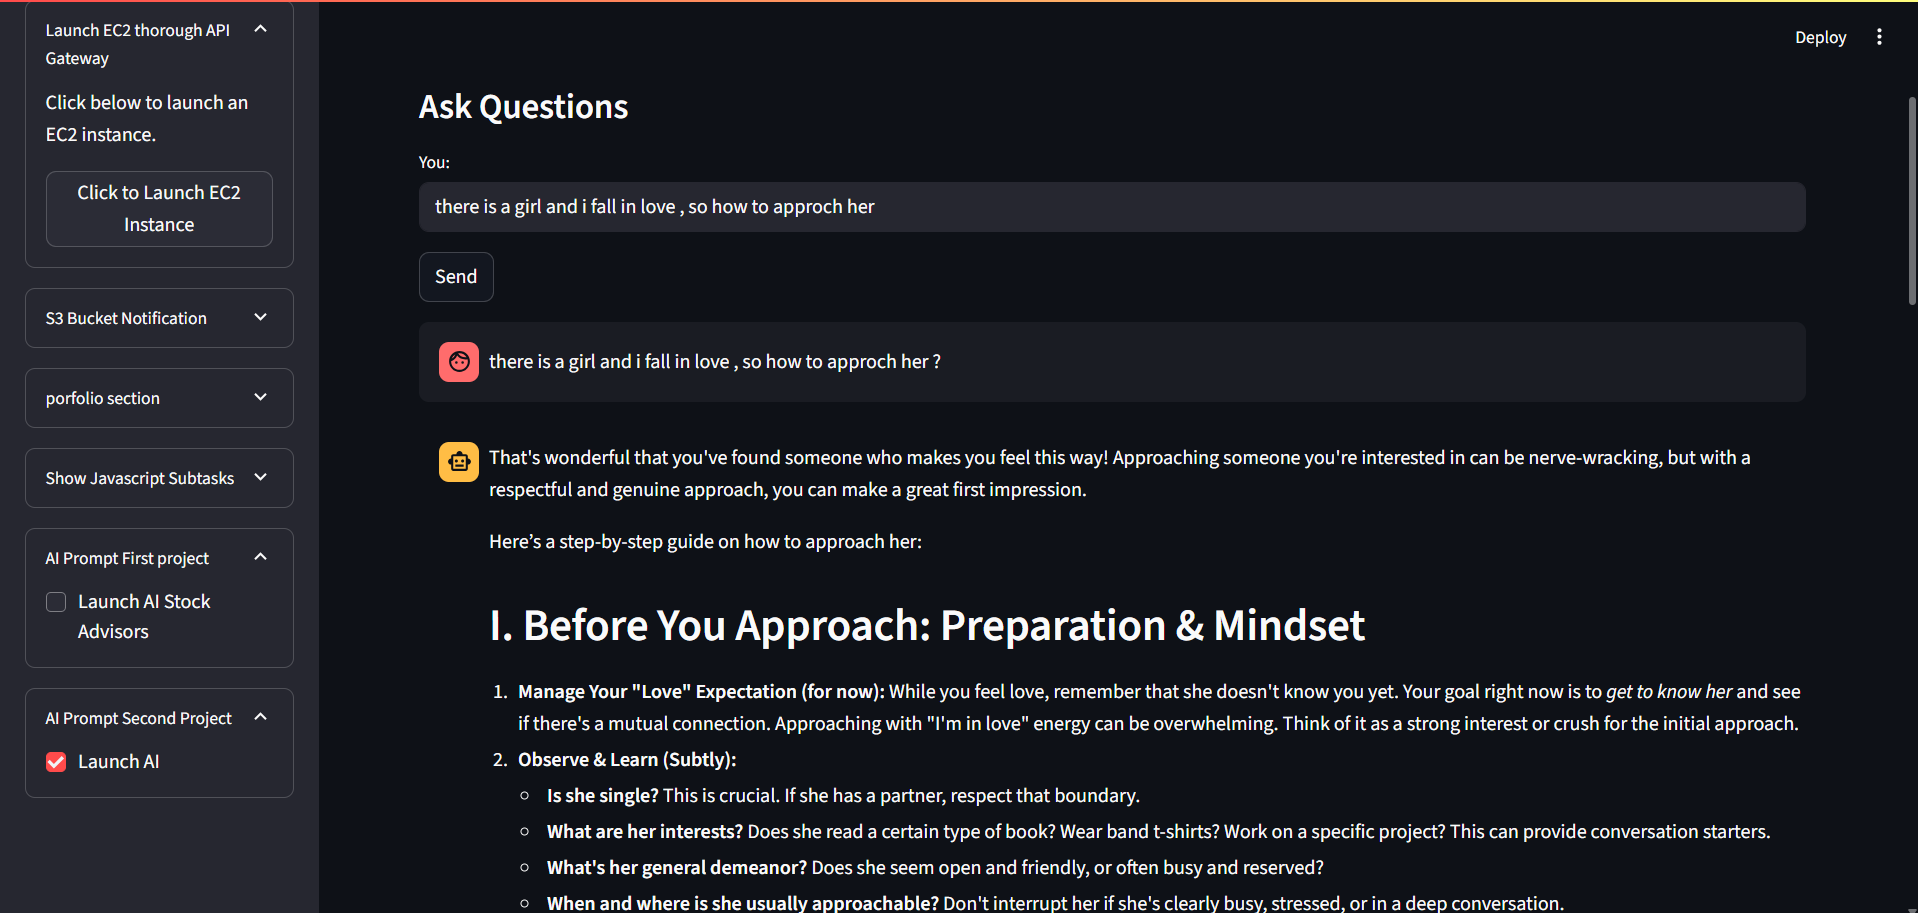 Launch EC2 thorough API
Gateway
Click below to launch an
EC2 instance.
Click to Launch EC2
Instance
S3 Bucket Notification
porfolio section
Show Javascript Subtasks
AI Prompt First project
Launch AI Stock
Advisors
AI Prompt Second Project
Launch AI
Deploy
Ask Questions
You:
there is a girl and i fall in love , so how to approch her
Send
there is a girl and i fall in love , so how to approch her ?
That's wonderful that you've found someone who makes you feel this way! Approaching someone you're interested in can be nerve-wracking, but with a
respectful and genuine approach, you can make a great first impression.
Here’s a step-by-step guide on how to approach her:
I. Before You Approach: Preparation & Mindset
1. Manage Your "Love" Expectation (for now): While you feel love, remember that she doesn't know you yet. Your goal right now is to get to know her and see
if there's a mutual connection. Approaching with "I'm in love" energy can be overwhelming. Think of it as a strong interest or crush for the initial approach.
2. Observe & Learn (Subtly):
○ Is she single? This is crucial. If she has a partner, respect that boundary.
○ What are her interests? Does she read a certain type of book? Wear band t-shirts? Work on a specific project? This can provide conversation starters.
○ What's her general demeanor? Does she seem open and friendly, or often busy and reserved?
○ When and where is she usually approachable? Don't interrupt her if she's clearly busy, stressed, or in a deep conversation.